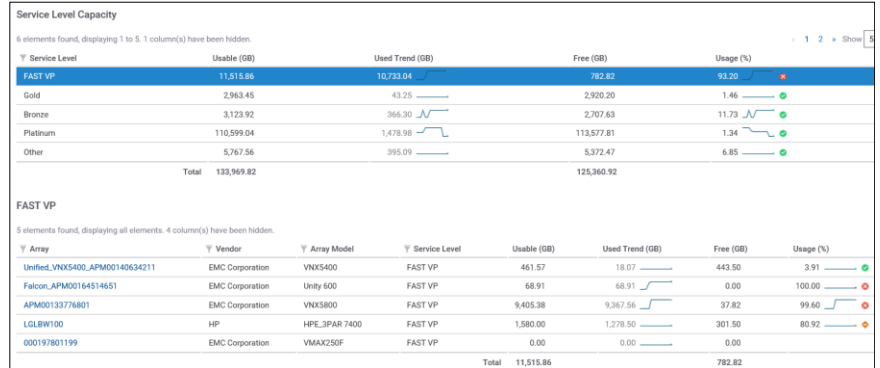 Service Level Capacity
6 elements found, displaying 1 to 5. 1 column(s) have been hidden.
« 1 2 » Show 5
Service Level Usable (GB) Used Trend (GB) Free (GB) Usage (%)
FAST VP 11,515.86 10,733.04 782.82 93.20
Gold 2,963.45 43.25 2,920.20 1.46
Bronze 3,123.92 366.30 2,707.63 11.73
Platinum 110,599.04 1,478.98 113,577.81 1.34
Other 5,767.56 395.09 5,372.47 6.85
Total 133,969.82 125,360.92
FAST VP
5 elements found, displaying all elements. 4 column(s) have been hidden.
Array Vendor Array Model Service Level Usable (GB) Used Trend (GB) Free (GB) Usage (%)
Unified_VNX5400_APM00140634211 EMC Corporation VNX5400 FAST VP 461.57 18.07 443.50 3.91
Falcon_APM00164514651 EMC Corporation Unity 600 FAST VP 68.91 68.91 0.00 100.00
APM00133776801 EMC Corporation VNX5800 FAST VP 9,405.38 9,367.56 37.82 99.60
LGLBW100 HP HPE_3PAR 7400 FAST VP 1,580.00 1,278.50 301.50 80.92
000197801199 EMC Corporation VMAX250F FAST VP 0.00 0.00 0.00
Total 11,515.86 782.82